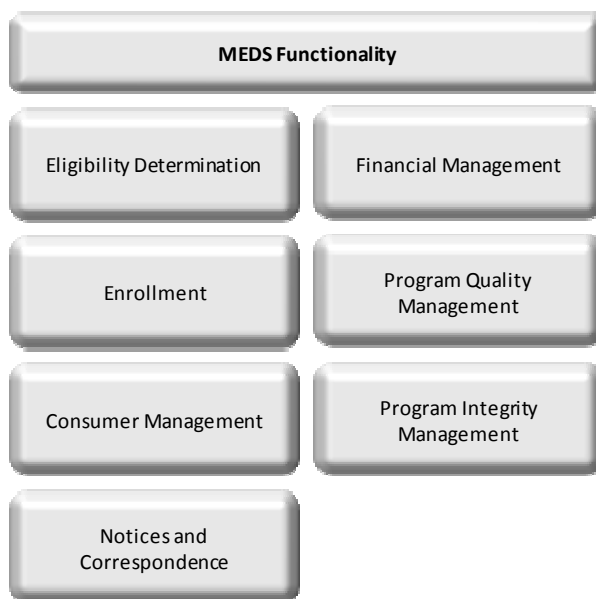 MEDS Functionality
Eligibility Determination
Financial Management
Enrollment
Program Quality
Management
Consumer Management
Program Integrity
Management
Notices and
Correspondence